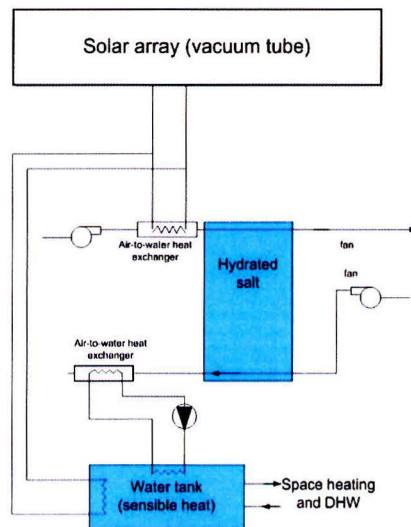 Solar array (vacuum tube)
Air-to-water heat
exchanger
fan
Hydrated
salt
fan
Air-to-water heat
exchanger
Water tank
(sensible heat)
Space heating
and DHW